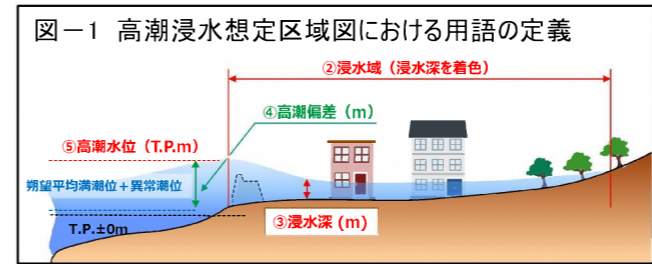 図－1 高潮浸水想定区域図における用語の定義
②浸水域（浸水深を着色）
④高潮偏差（m）
⑤高潮水位（T.P.m）
朔望平均満潮位＋異常潮位
③浸水深（m）
T.P.±0m